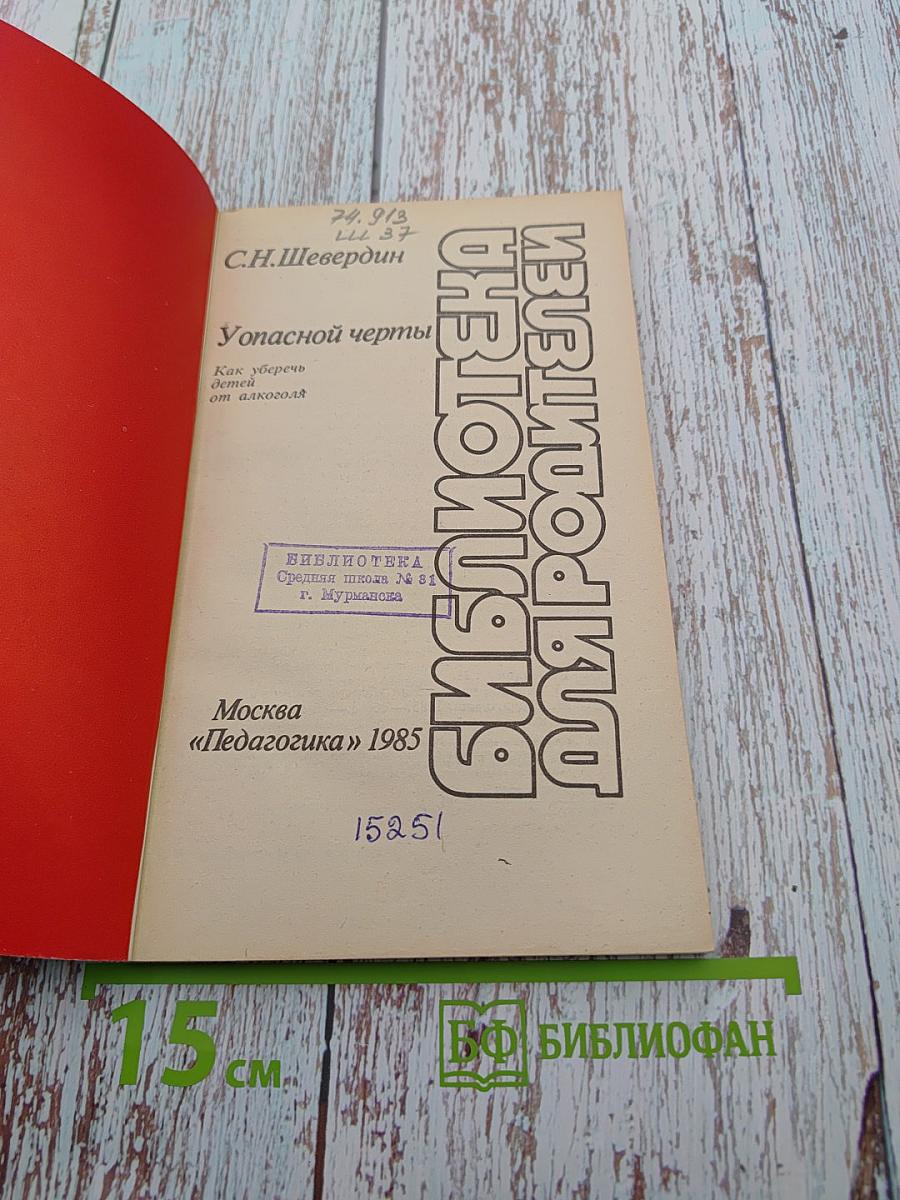 74.913
Ш 37
С.Н.Шевердин
У опасной черты
Как уберечь
детей
от алкоголя
БИБЛИОТЕКА
ДЛЯ РОДИТЕЛЕЙ
БИБЛИОТЕКА
Средняя школа № 31
г. Мурманска
Москва
«Педагогика» 1985
15251
15 см
БФ БИБЛИОФАН